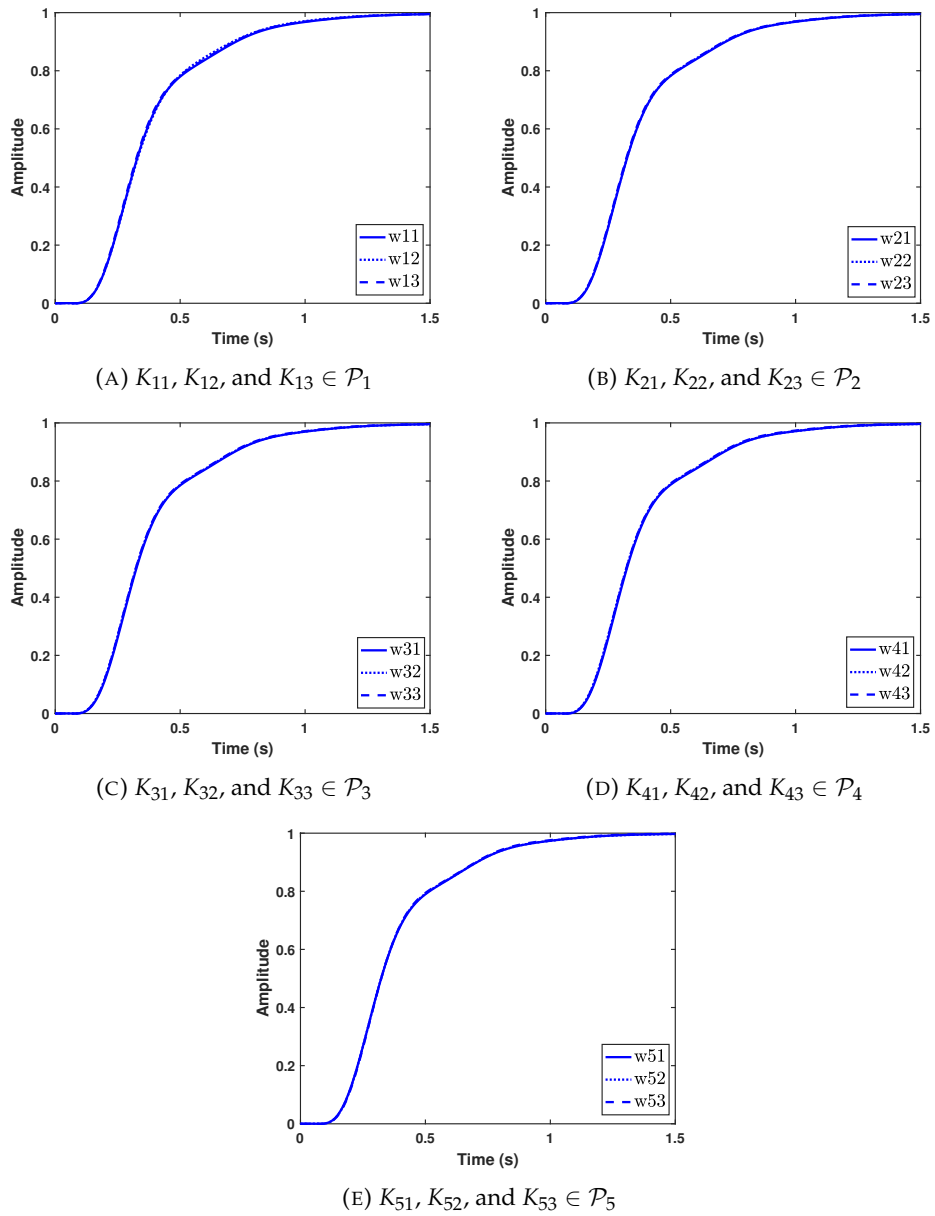 1
0.8
0.6
0.4
0.2
0
Amplitude
w11
w12
w13
0 0.5 1 1.5
Time (s)
(A) K11, K12, and K13 ∈ P1
1
0.8
0.6
0.4
0.2
0
Amplitude
w21
w22
w23
0 0.5 1 1.5
Time (s)
(B) K21, K22, and K23 ∈ P2
1
0.8
0.6
0.4
0.2
0
Amplitude
w31
w32
w33
0 0.5 1 1.5
Time (s)
(C) K31, K32, and K33 ∈ P3
1
0.8
0.6
0.4
0.2
0
Amplitude
w41
w42
w43
0 0.5 1 1.5
Time (s)
(D) K41, K42, and K43 ∈ P4
1
0.8
0.6
0.4
0.2
0
Amplitude
w51
w52
w53
0 0.5 1 1.5
Time (s)
(E) K51, K52, and K53 ∈ P5